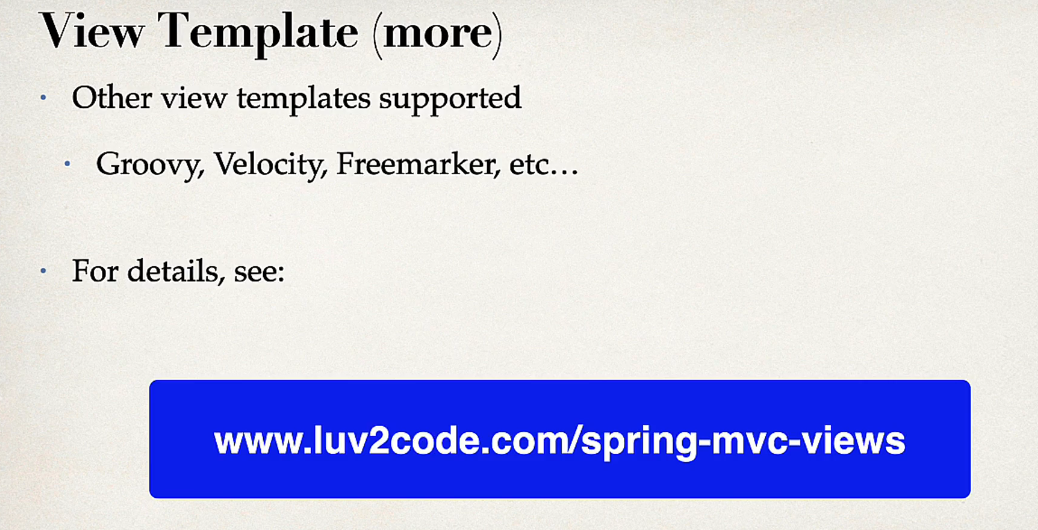 View Template (more)
• Other view templates supported
• Groovy, Velocity, Freemarker, etc…
• For details, see:
www.luv2code.com/spring-mvc-views